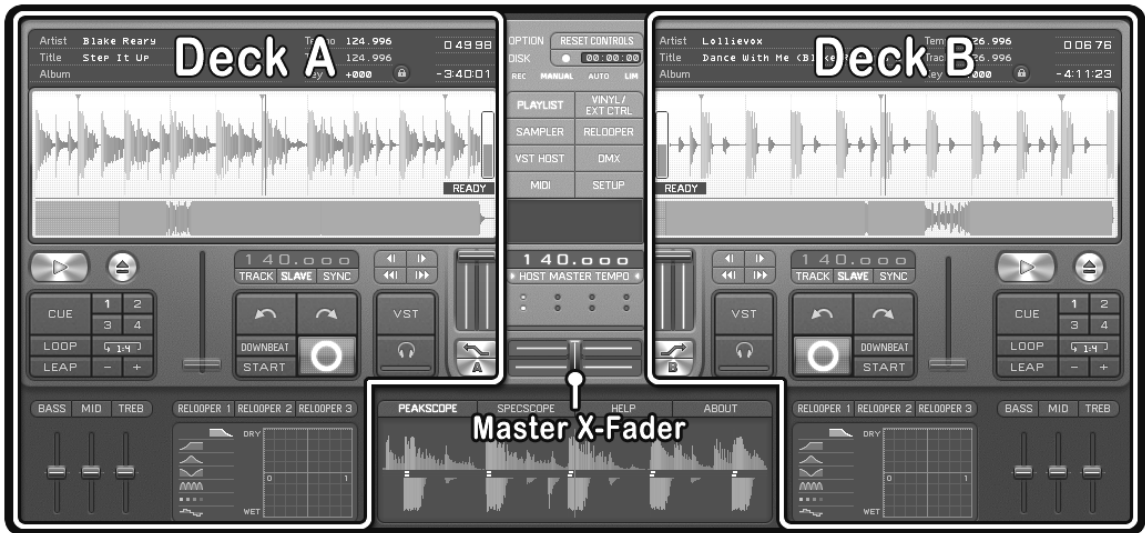 Deck A
Artist Blake Reary
Title Step It Up
Album
124.996
124.996
+000
04998
-3:40:01
READY
140.000
TRACK SLAVE SYNC
CUE 1 2
3 4
LOOP 1:4
LEAP - +
DOWNBEAT
START
VST
A
BASS MID TREB
RELOOPER 1 RELOOPER 2 RELOOPER 3
DRY
0 1
WET
OPTION RESET CONTROLS
DISK 00:00:00
REC MANUAL AUTO LIM
PLAYLIST VINYL/ EXT CTRL
SAMPLER RELOOPER
VST HOST DMX
MIDI SETUP
140.000
HOST MASTER TEMPO
Master X-Fader
PEAKSCOPE SPECSCOPE HELP ABOUT
Deck B
Artist Lollievox
Title Dance With Me
Album
26.996
26.996
000
00676
-4:11:23
READY
140.000
TRACK SLAVE SYNC
VST
B
DOWNBEAT
START
CUE 1 2
3 4
LOOP 1:4
LEAP - +
RELOOPER 1 RELOOPER 2 RELOOPER 3
BASS MID TREB
DRY
0 1
WET